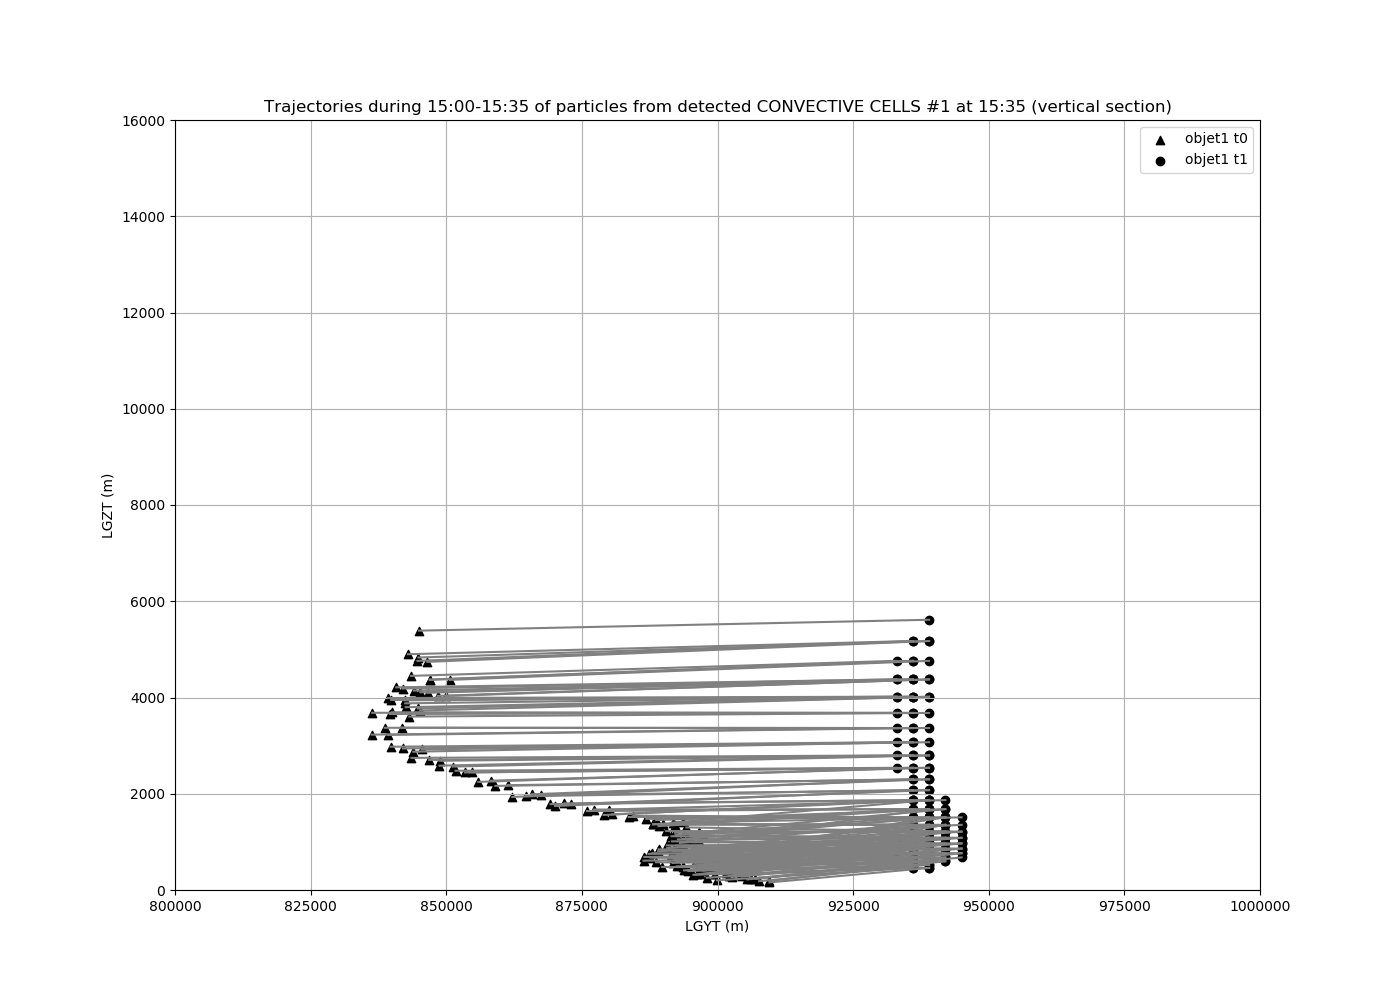 Trajectories during 15:00-15:35 of particles from detected CONVECTIVE CELLS #1 at 15:35 (vertical section)
objet1 t0
objet1 t1
16000
14000
12000
10000
8000
6000
4000
2000
0
LGZT (m)
800000 825000 850000 875000 900000 925000 950000 975000 1000000
LGYT (m)